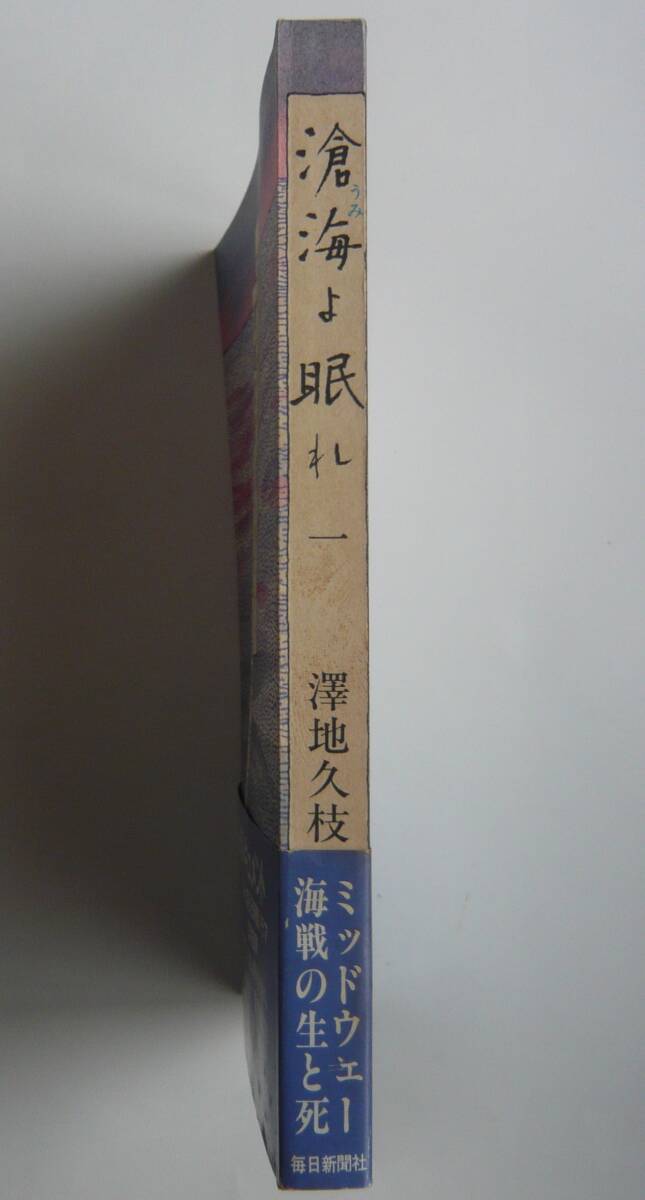 滄海よ眠れ 一
うみ
澤地久枝
ミッドウェー
海戦の生と死
毎日新聞社